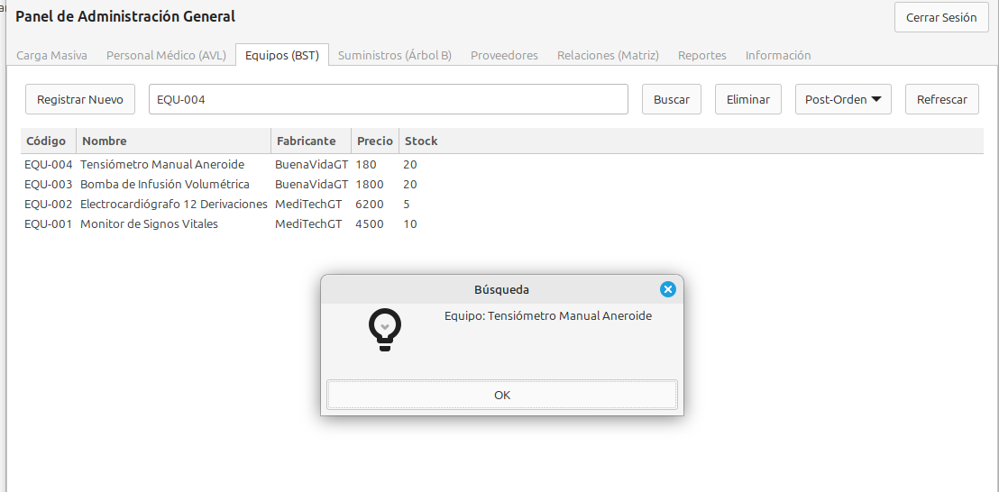 Panel de Administración General
Cerrar Sesión
Carga Masiva Personal Médico (AVL) Equipos (BST) Suministros (Árbol B) Proveedores Relaciones (Matriz) Reportes Información
Registrar Nuevo EQU-004 Buscar Eliminar Post-Orden Refrescar
Código Nombre Fabricante Precio Stock
EQU-004 Tensiómetro Manual Aneroide BuenaVidaGT 180 20
EQU-003 Bomba de Infusión Volumétrica BuenaVidaGT 1800 20
EQU-002 Electrocardiógrafo 12 Derivaciones MediTechGT 6200 5
EQU-001 Monitor de Signos Vitales MediTechGT 4500 10
Búsqueda
Equipo: Tensiómetro Manual Aneroide
OK